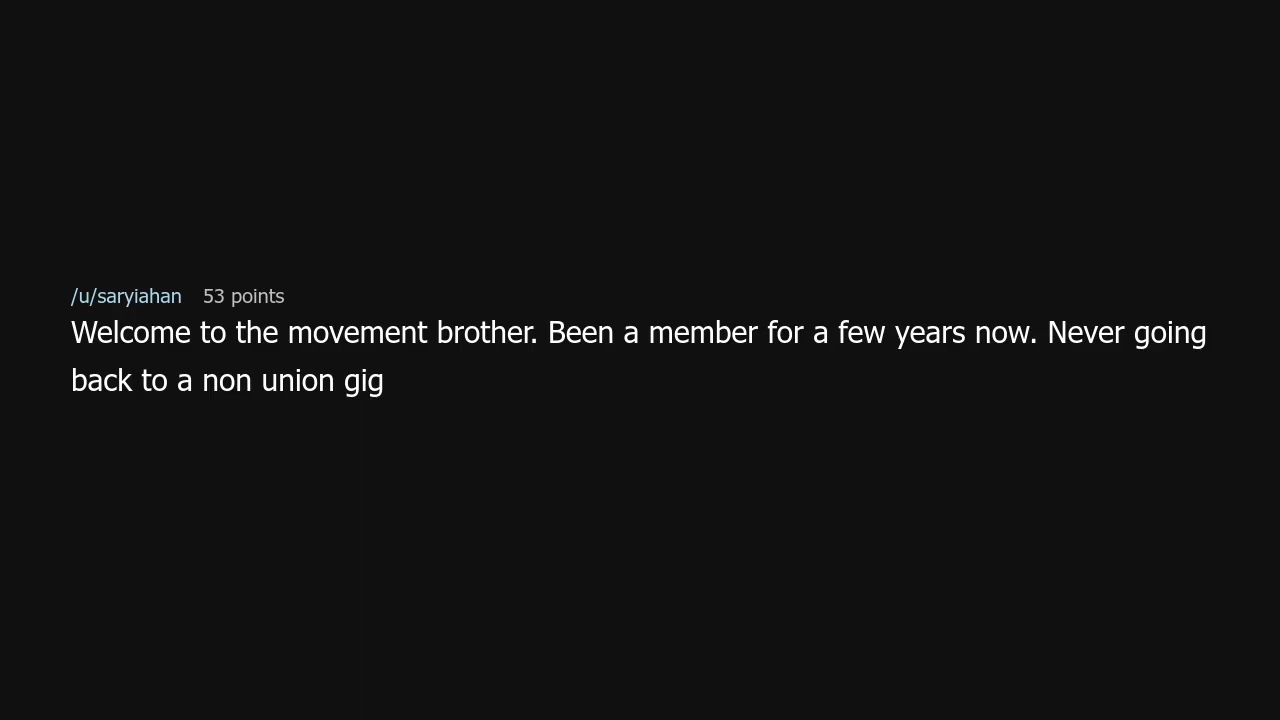 /u/saryiahan 53 points
Welcome to the movement brother. Been a member for a few years now. Never going
back to a non union gig